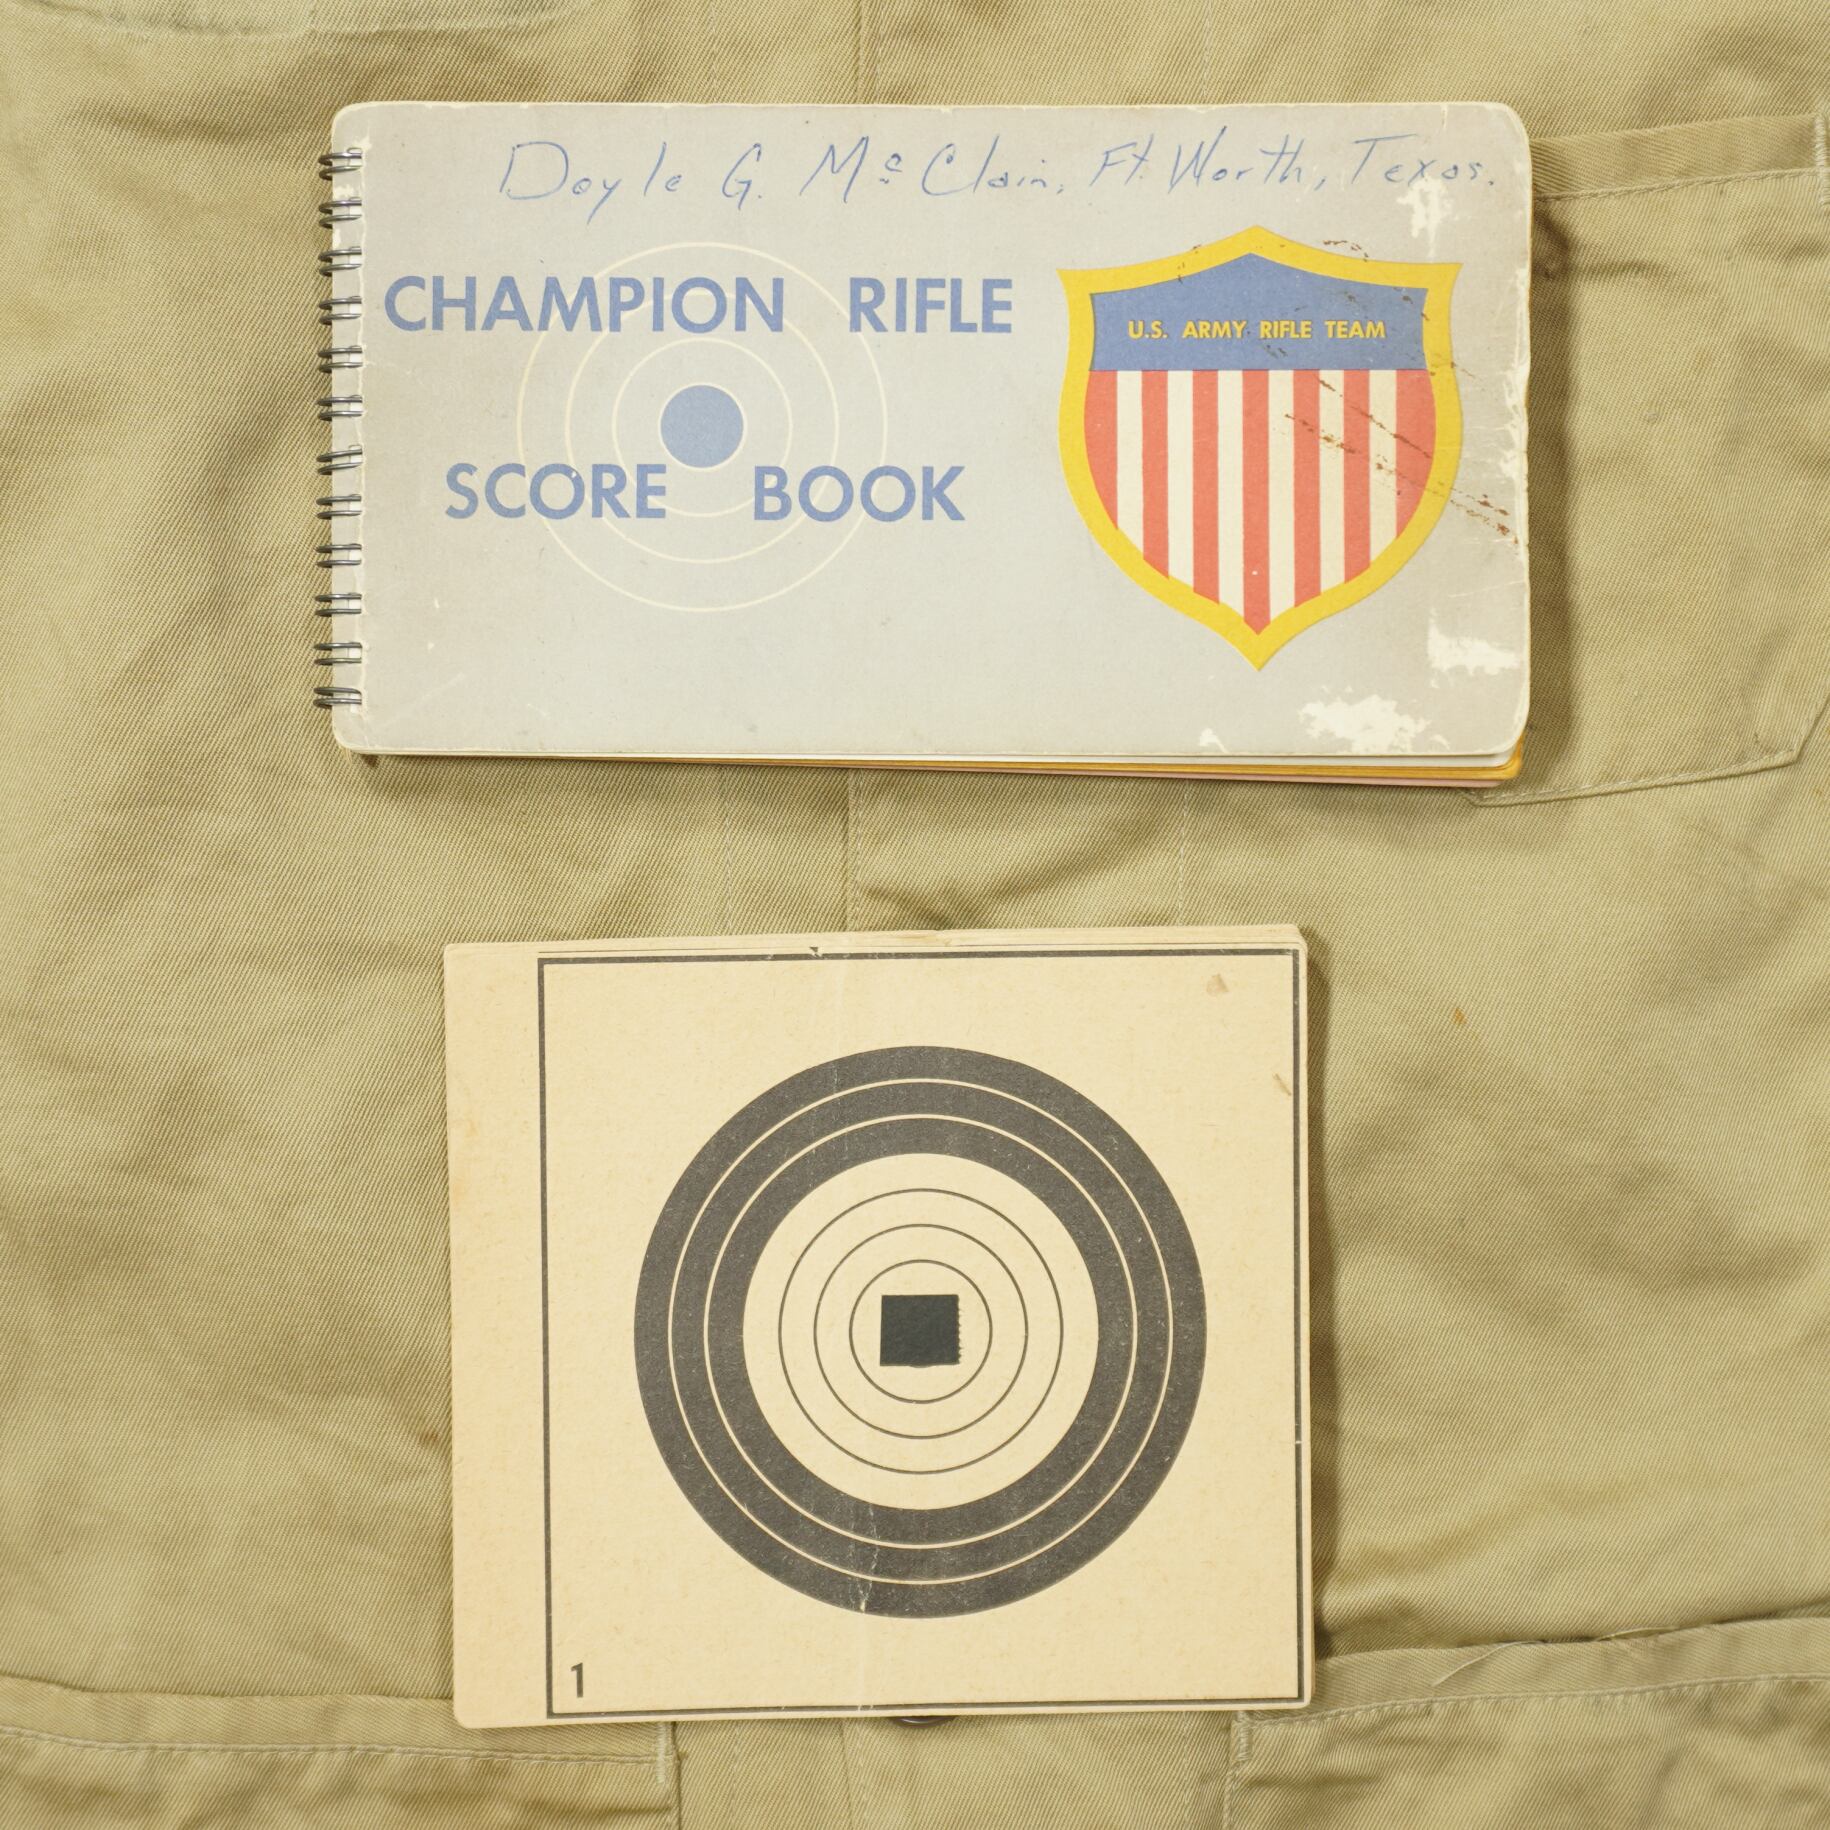 Doyle G. McClain, Ft. Worth, Texas.
CHAMPION RIFLE
SCORE BOOK
U.S. ARMY RIFLE TEAM
1